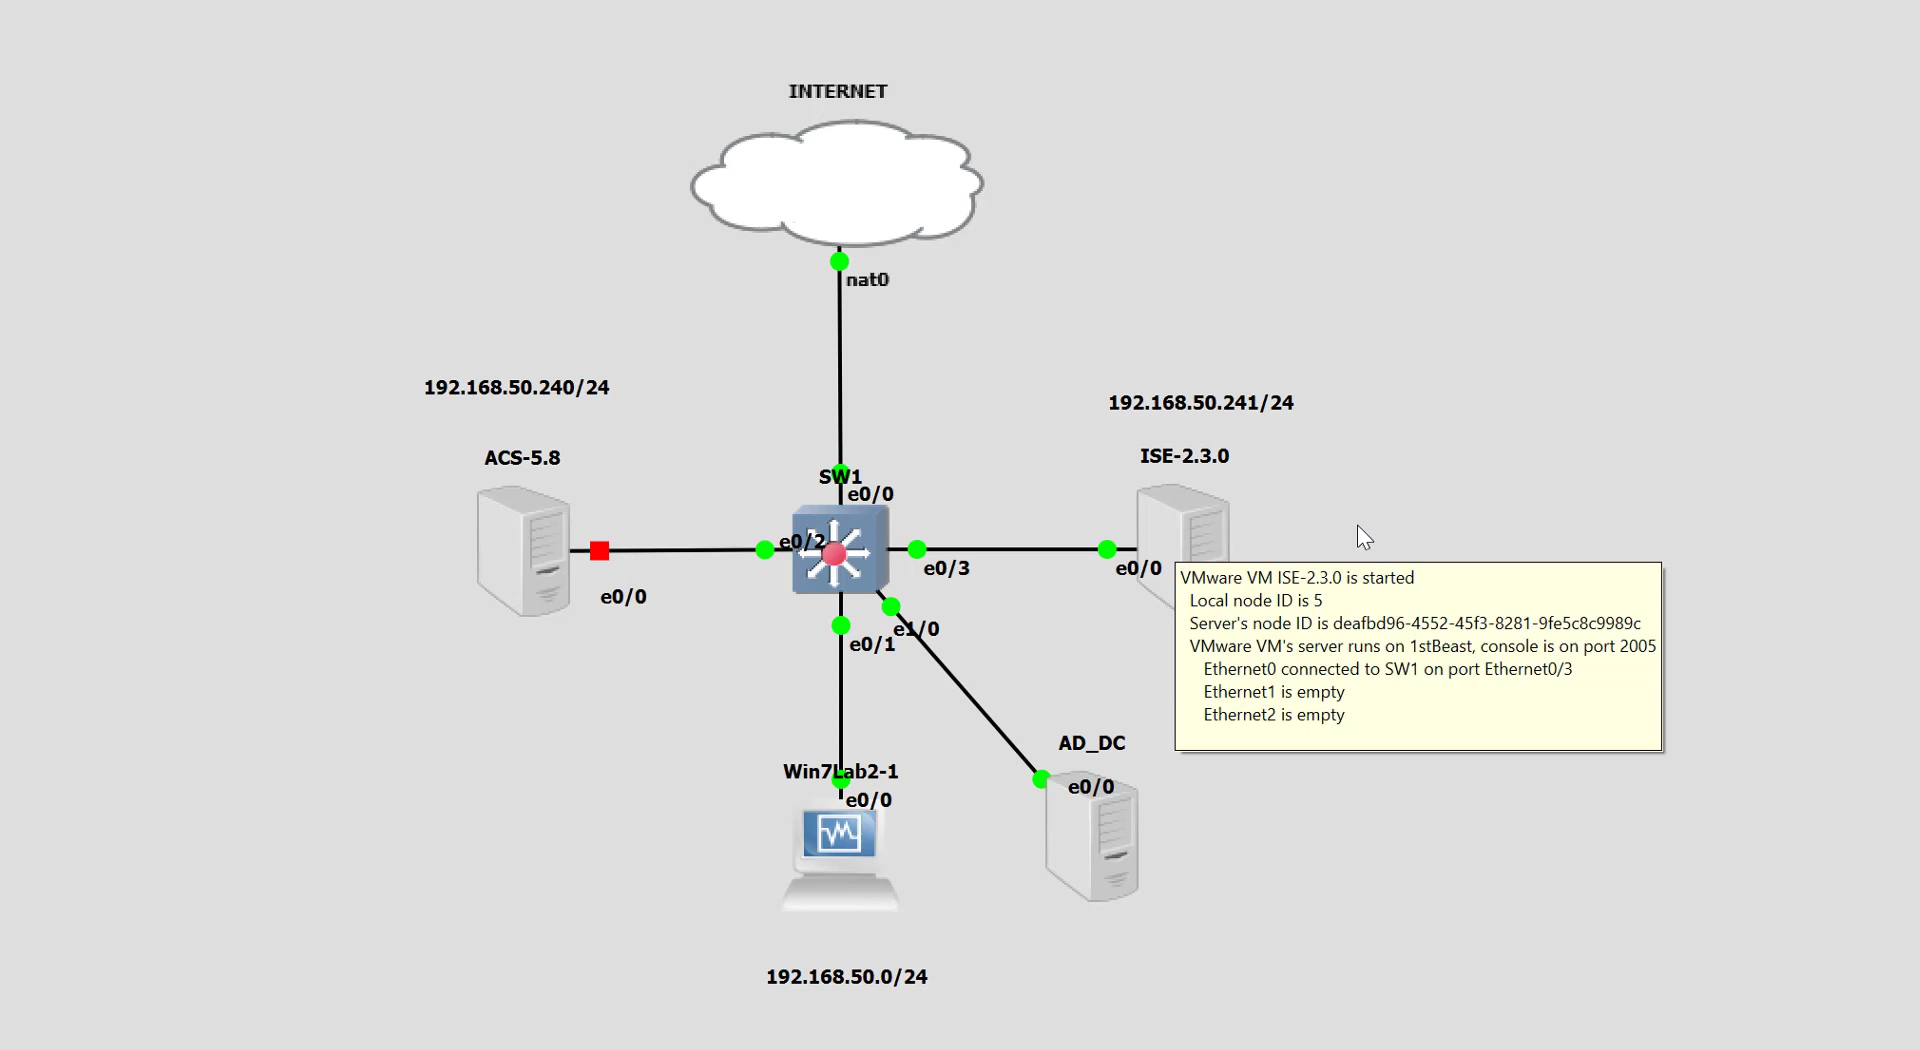 INTERNET
nat0
192.168.50.240/24
192.168.50.241/24
ACS-5.8
ISE-2.3.0
SW1
e0/0
e0/2
e0/3
e0/0
e0/0
e1/0
e0/1
VMware VM ISE-2.3.0 is started
Local node ID is 5
Server's node ID is deafbd96-4552-45f3-8281-9fe5c8c9989c
VMware VM's server runs on 1stBeast, console is on port 2005
Ethernet0 connected to SW1 on port Ethernet0/3
Ethernet1 is empty
Ethernet2 is empty
AD_DC
e0/0
Win7Lab2-1
e0/0
192.168.50.0/24